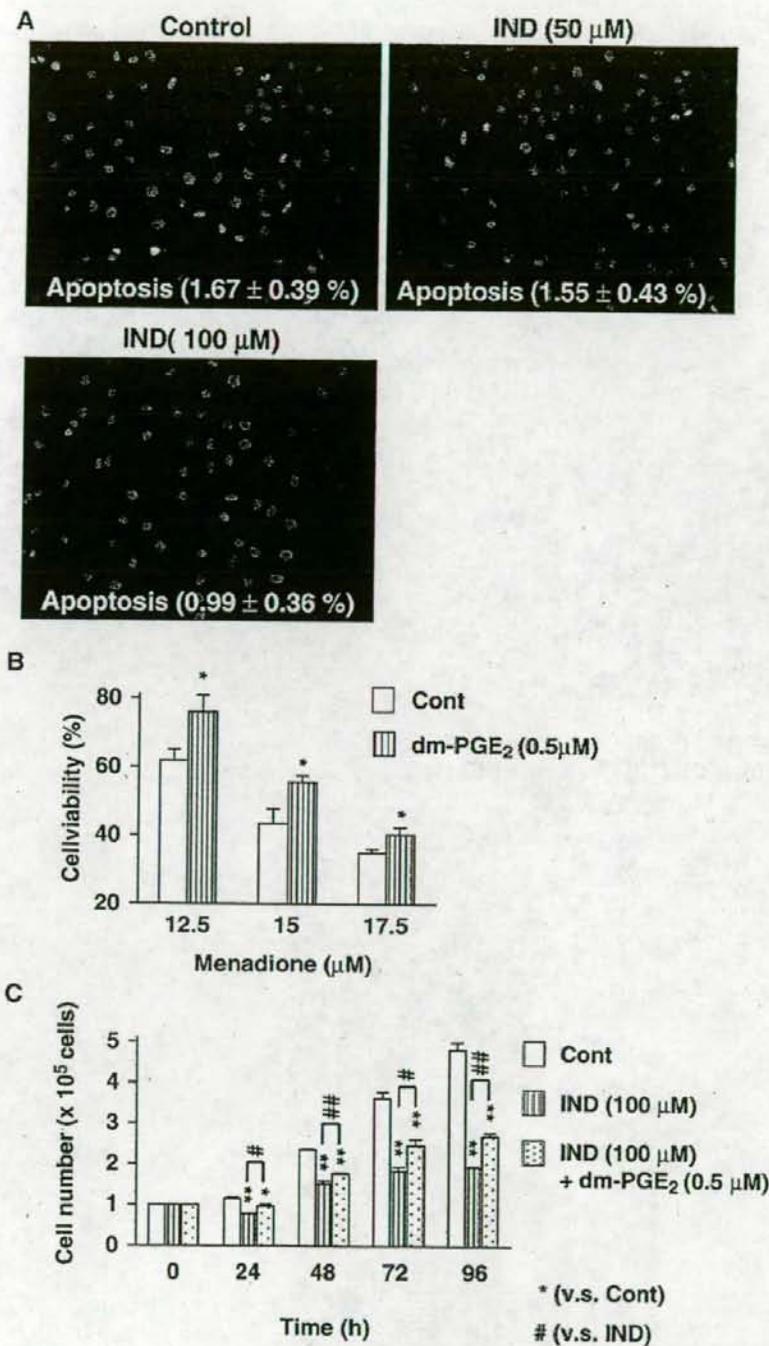 A
Control
IND (50 µM)
Apoptosis (1.67 ± 0.39 %)
Apoptosis (1.55 ± 0.43 %)
IND( 100 µM)
Apoptosis (0.99 ± 0.36 %)
B
Cellviability (%)
80
60
40
20
*
*
*
12.5 15 17.5
Menadione (µM)
Cont
dm-PGE₂ (0.5µM)
C
Cell number (x 10⁵ cells)
5
4
3
2
1
0
#
** *
##
** **
#
** **
##
** **
0 24 48 72 96
Time (h)
Cont
IND (100 µM)
IND (100 µM)
+ dm-PGE₂ (0.5 µM)
* (v.s. Cont)
# (v.s. IND)